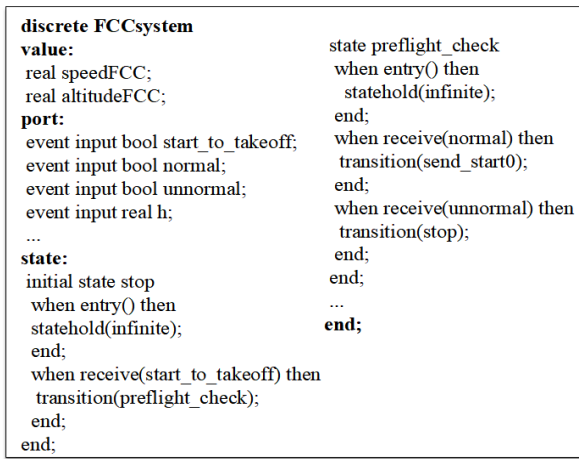 discrete FCCsystem
value:
real speedFCC;
real altitudeFCC;
port:
event input bool start_to_takeoff;
event input bool normal;
event input bool unnormal;
event input real h;
...
state:
initial state stop
when entry() then
statehold(infinite);
end;
when receive(start_to_takeoff) then
transition(preflight_check);
end;
end;
state preflight_check
when entry() then
statehold(infinite);
end;
when receive(normal) then
transition(send_start0);
end;
when receive(unnormal) then
transition(stop);
end;
end;
...
end;